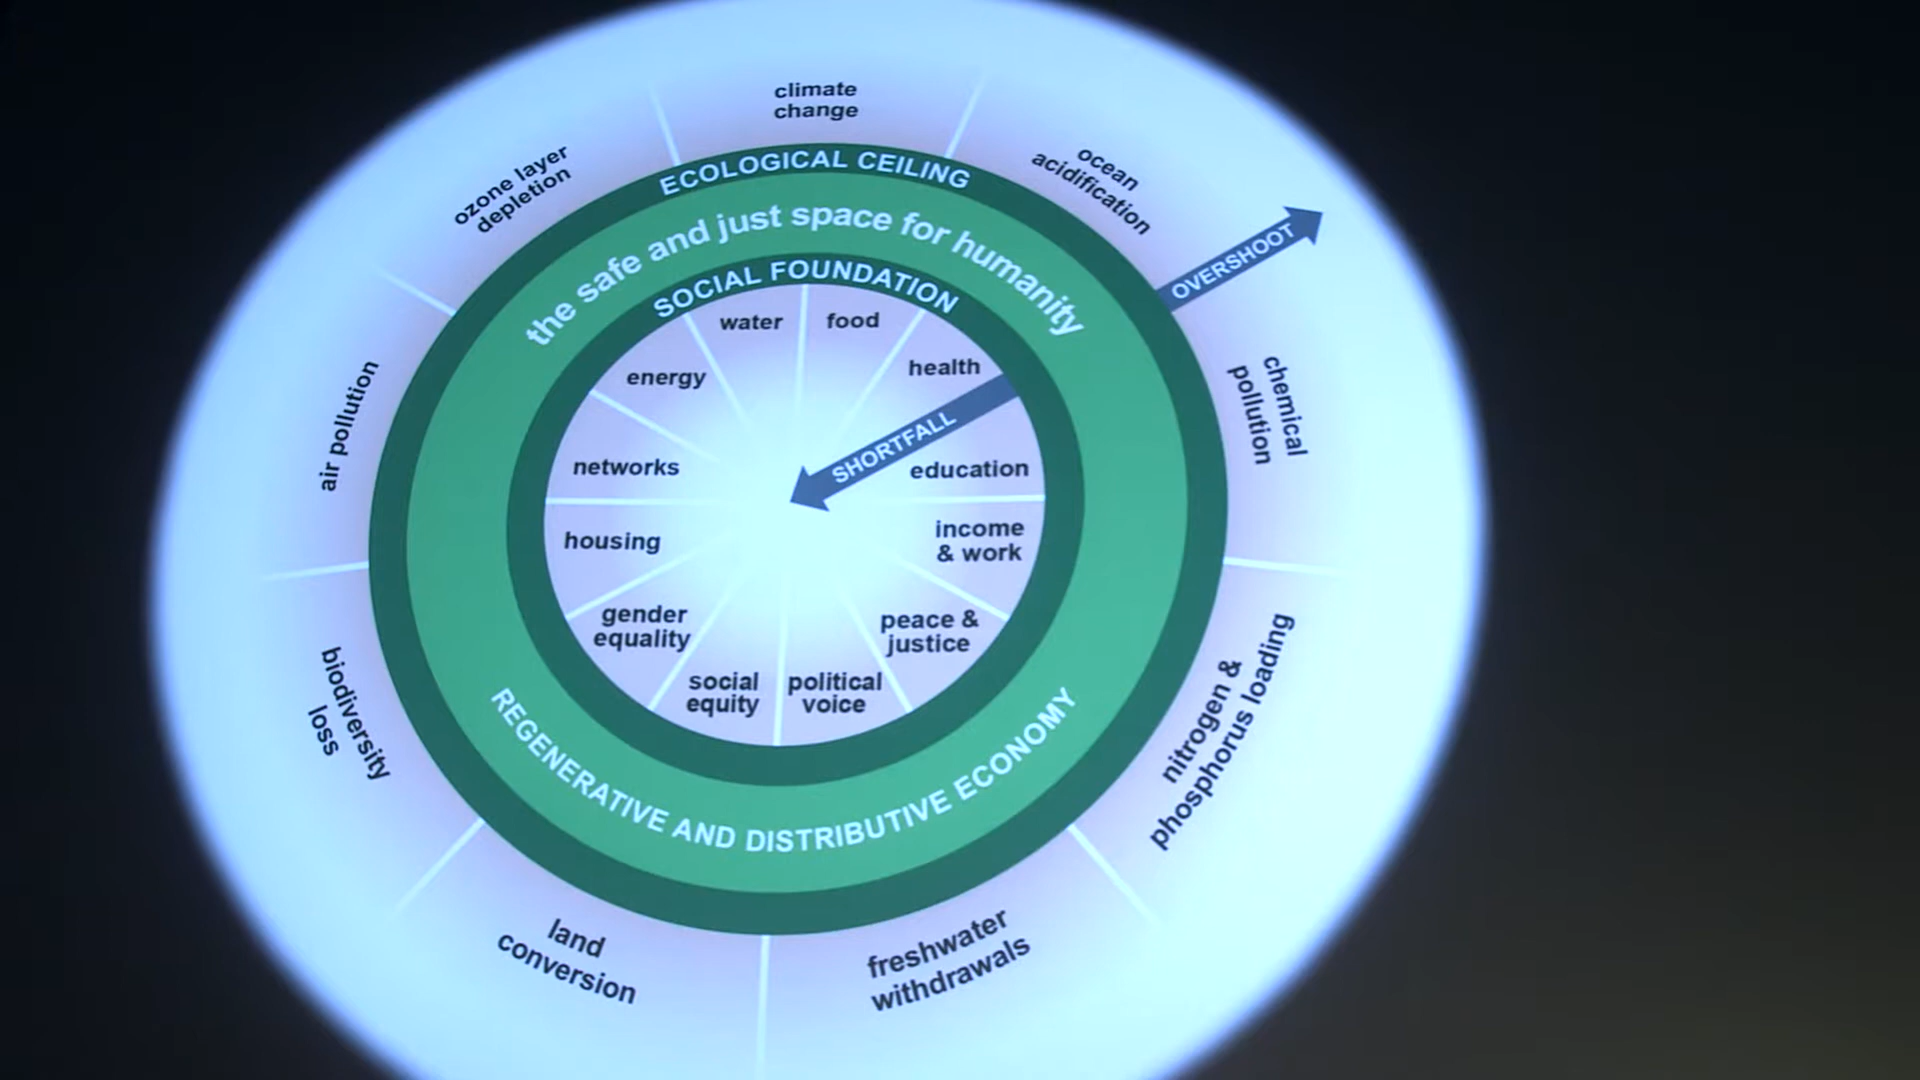 climate
change
ozone layer
depletion
ocean
acidification
ECOLOGICAL CEILING
the safe and just space for humanity
SOCIAL FOUNDATION
OVERSHOOT
water
food
energy
health
SHORTFALL
networks
education
housing
income
& work
gender
equality
peace &
justice
social
equity
political
voice
air pollution
chemical
pollution
biodiversity
loss
nitrogen &
phosphorus loading
REGENERATIVE AND DISTRIBUTIVE ECONOMY
land
conversion
freshwater
withdrawals